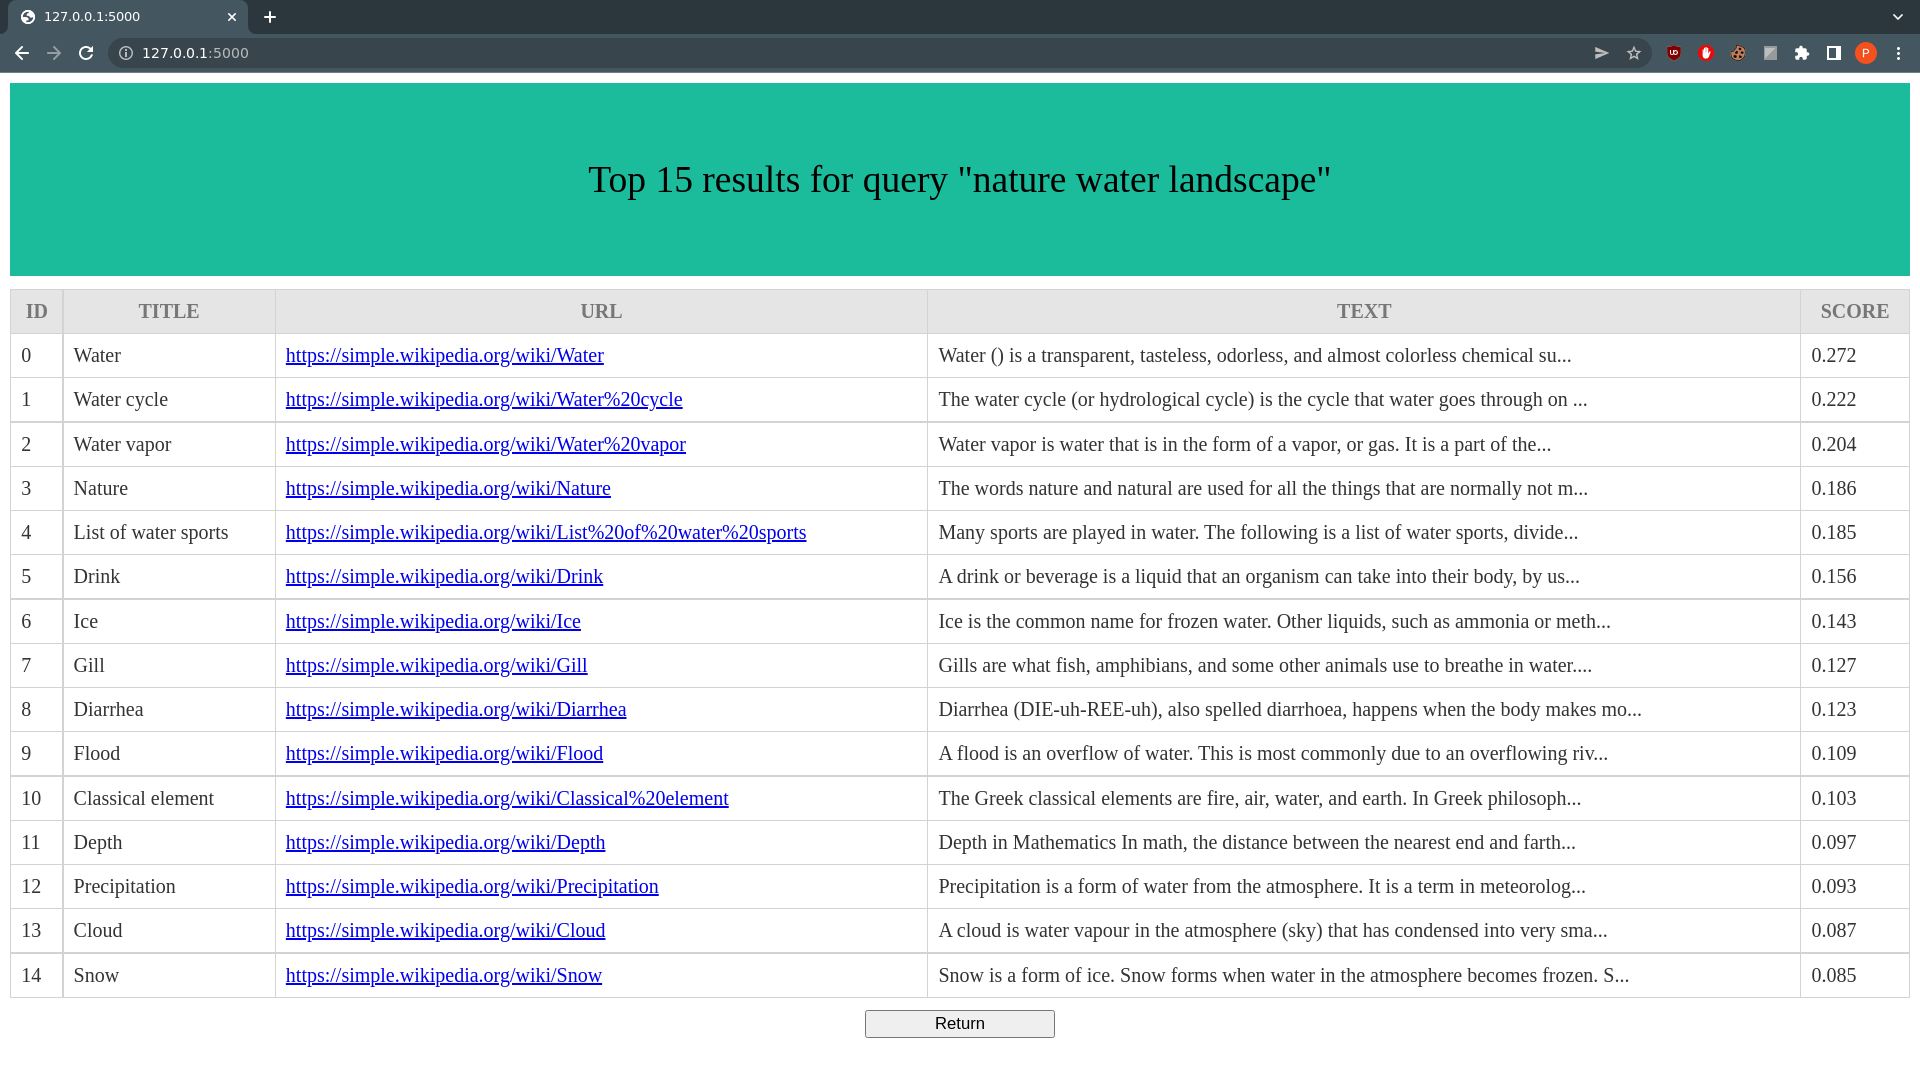 127.0.0.1:5000
127.0.0.1:5000
P
Top 15 results for query "nature water landscape"
ID TITLE URL TEXT SCORE
0 Water https://simple.wikipedia.org/wiki/Water Water () is a transparent, tasteless, odorless, and almost colorless chemical su... 0.272
1 Water cycle https://simple.wikipedia.org/wiki/Water%20cycle The water cycle (or hydrological cycle) is the cycle that water goes through on ... 0.222
2 Water vapor https://simple.wikipedia.org/wiki/Water%20vapor Water vapor is water that is in the form of a vapor, or gas. It is a part of the... 0.204
3 Nature https://simple.wikipedia.org/wiki/Nature The words nature and natural are used for all the things that are normally not m... 0.186
4 List of water sports https://simple.wikipedia.org/wiki/List%20of%20water%20sports Many sports are played in water. The following is a list of water sports, divide... 0.185
5 Drink https://simple.wikipedia.org/wiki/Drink A drink or beverage is a liquid that an organism can take into their body, by us... 0.156
6 Ice https://simple.wikipedia.org/wiki/Ice Ice is the common name for frozen water. Other liquids, such as ammonia or meth... 0.143
7 Gill https://simple.wikipedia.org/wiki/Gill Gills are what fish, amphibians, and some other animals use to breathe in water.... 0.127
8 Diarrhea https://simple.wikipedia.org/wiki/Diarrhea Diarrhea (DIE-uh-REE-uh), also spelled diarrhoea, happens when the body makes mo... 0.123
9 Flood https://simple.wikipedia.org/wiki/Flood A flood is an overflow of water. This is most commonly due to an overflowing riv... 0.109
10 Classical element https://simple.wikipedia.org/wiki/Classical%20element The Greek classical elements are fire, air, water, and earth. In Greek philosoph... 0.103
11 Depth https://simple.wikipedia.org/wiki/Depth Depth in Mathematics In math, the distance between the nearest end and farth... 0.097
12 Precipitation https://simple.wikipedia.org/wiki/Precipitation Precipitation is a form of water from the atmosphere. It is a term in meteorolog... 0.093
13 Cloud https://simple.wikipedia.org/wiki/Cloud A cloud is water vapour in the atmosphere (sky) that has condensed into very sma... 0.087
14 Snow https://simple.wikipedia.org/wiki/Snow Snow is a form of ice. Snow forms when water in the atmosphere becomes frozen. S... 0.085
Return